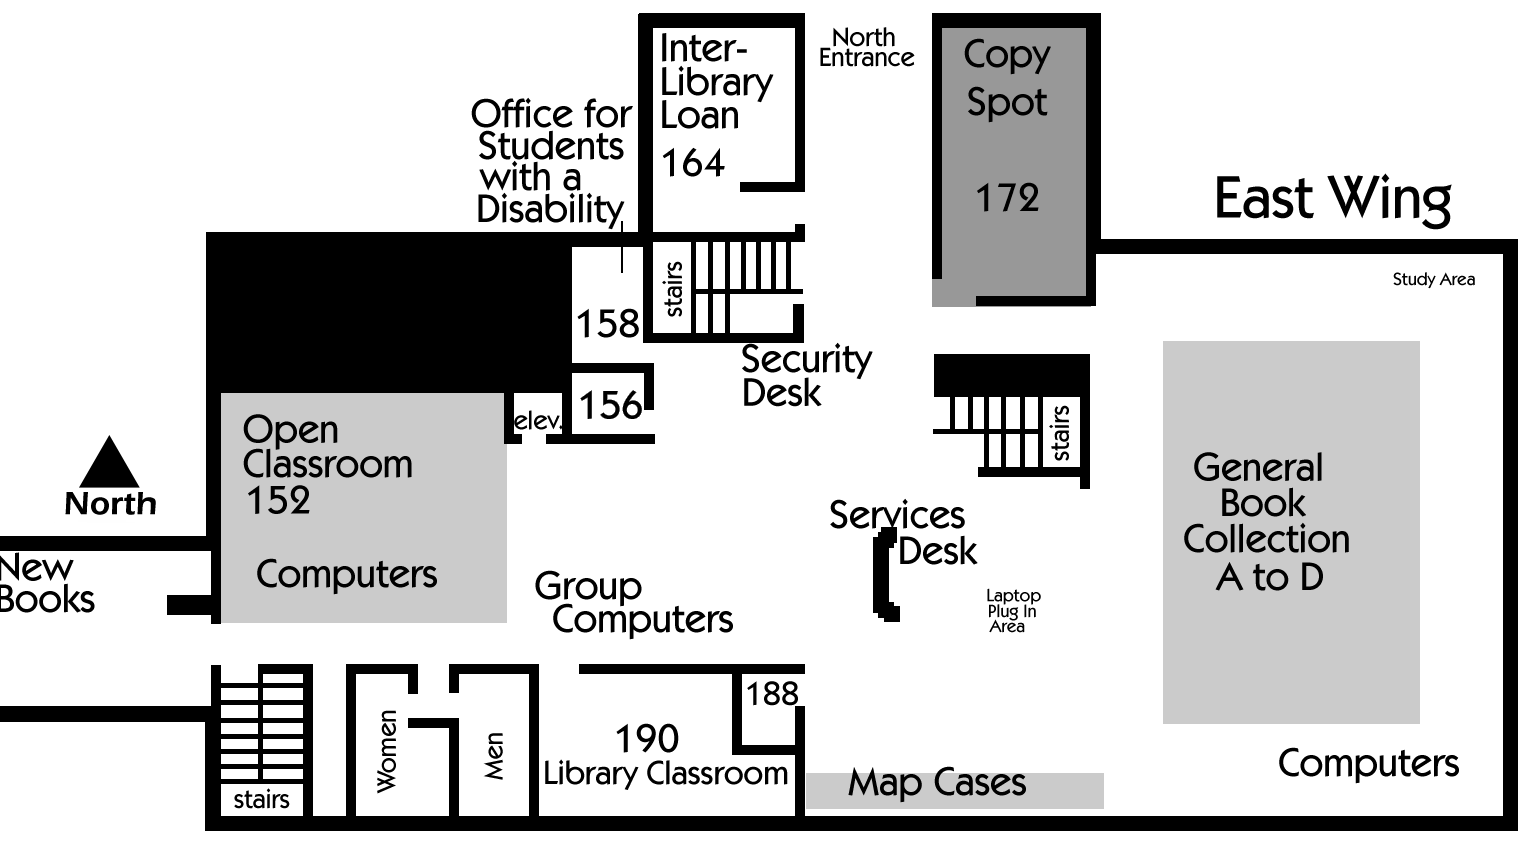 North
Entrance
Inter-
Library
Loan
164
Copy
Spot
172
Office for
Students
with a
Disability
East Wing
Study Area
stairs
158
Security
Desk
156
elev.
Open
Classroom
152
Computers
stairs
North
General
Book
Collection
A to D
Services
Desk
New
Books
Group
Computers
Laptop
Plug In
Area
188
190
Library Classroom
Women
Men
stairs
Map Cases
Computers